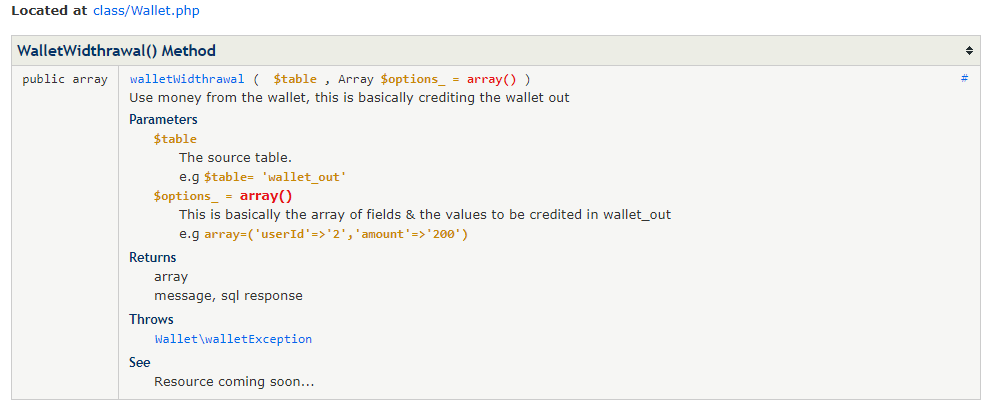 Located at class/Wallet.php
WalletWidthrawal() Method
public array walletWidthrawal ( $table , Array $options_ = array() ) #
Use money from the wallet, this is basically crediting the wallet out
Parameters
$table
The source table.
e.g $table= 'wallet_out'
$options_ = array()
This is basically the array of fields & the values to be credited in wallet_out
e.g array=('userId'=>'2','amount'=>'200')
Returns
array
message, sql response
Throws
Wallet\walletException
See
Resource coming soon...